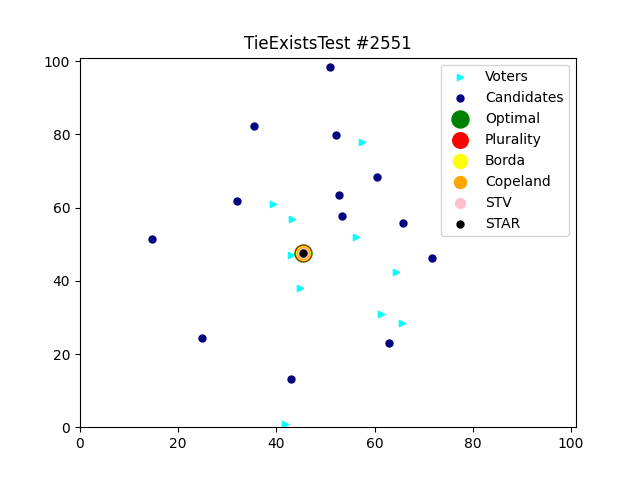 TieExistsTest #2551
100
80
60
40
20
0
0 20 40 60 80 100
Voters
Candidates
Optimal
Plurality
Borda
Copeland
STV
STAR